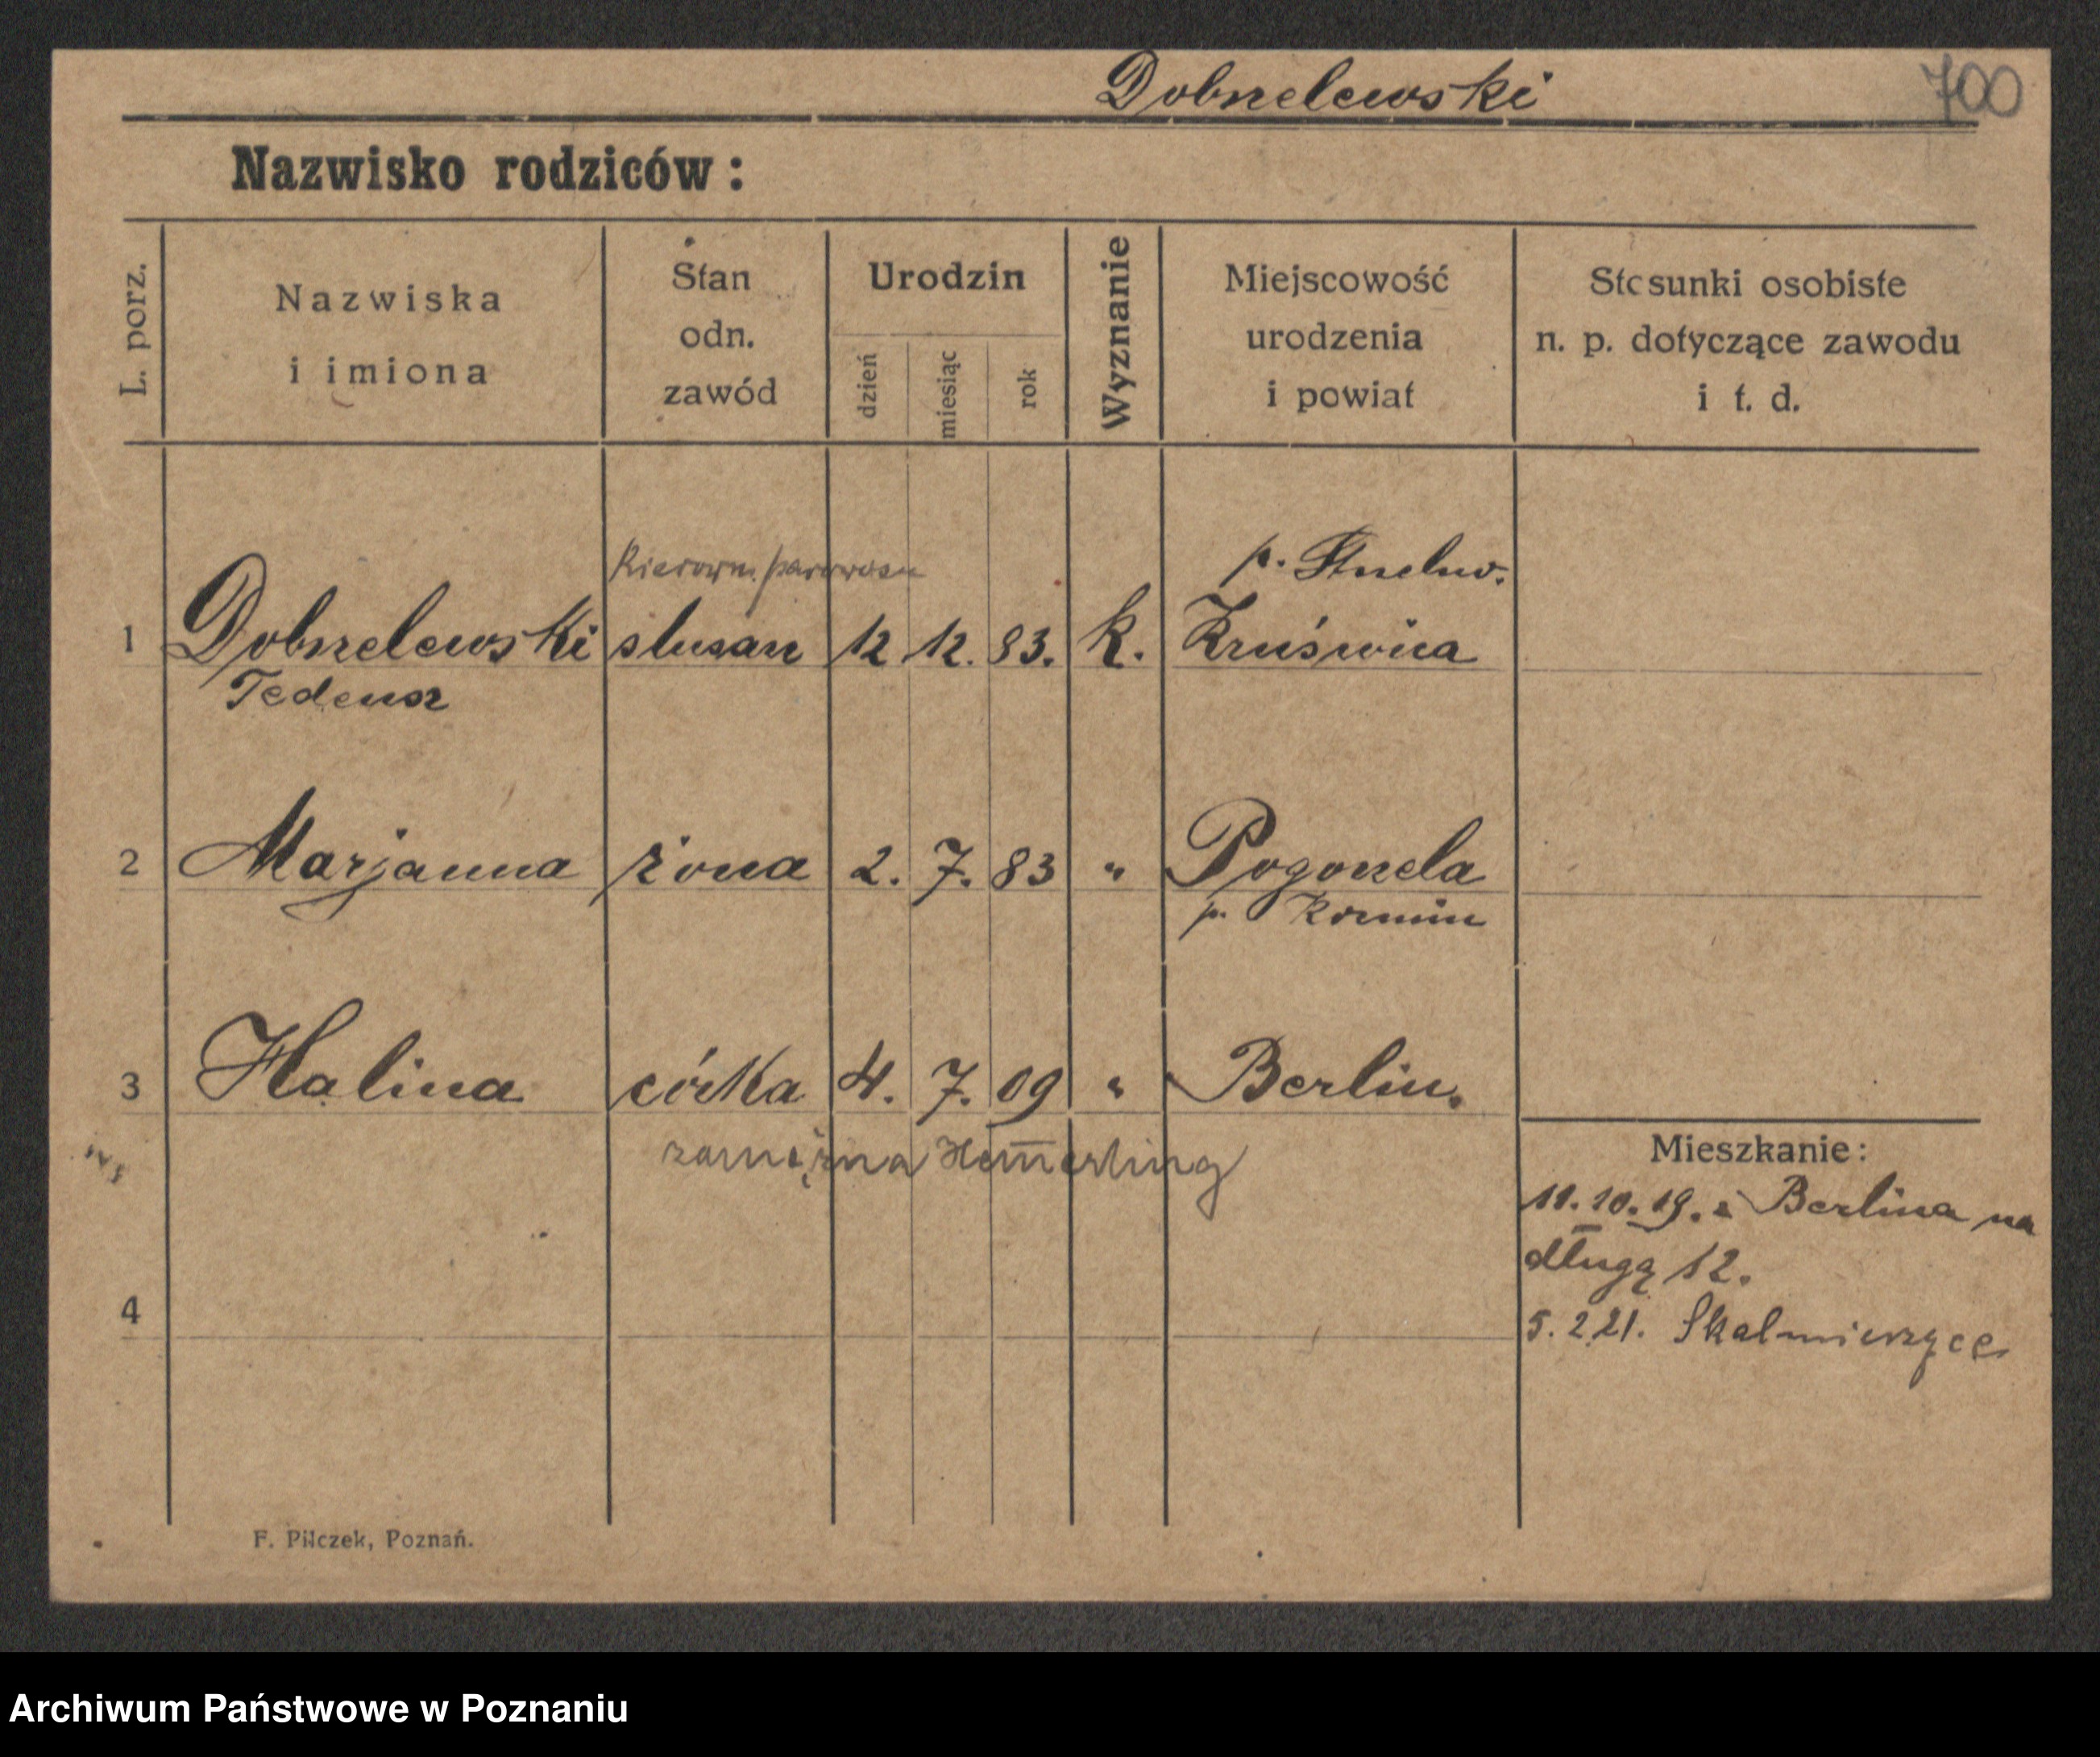 Dobrzelewski
700
Nazwisko rodziców:
L. porz.
Nazwiska
i imiona
Stan
odn.
zawód
Urodzin
dzień
miesiąc
rok
Wyznanie
Miejscowość
urodzenia
i powiat
Stosunki osobiste
n. p. dotyczące zawodu
i t. d.
Kierown. parowozu
p. Strzelno.
1 Dobrzelewski ślusarz 12 12. 83. k. Kruświca
Tadeusz
2 Marjanna żona 2. 7. 83 " Pogorzela
p. Koźmin
3 Halina córka 4. 7. 09 " Berlin.
zamężna
Mieszkanie:
11.10.19. z Berlina na
długą 12.
4
5.2.21. Skalmierzyce
F. Pilczek, Poznań.
Archiwum Państwowe w Poznaniu